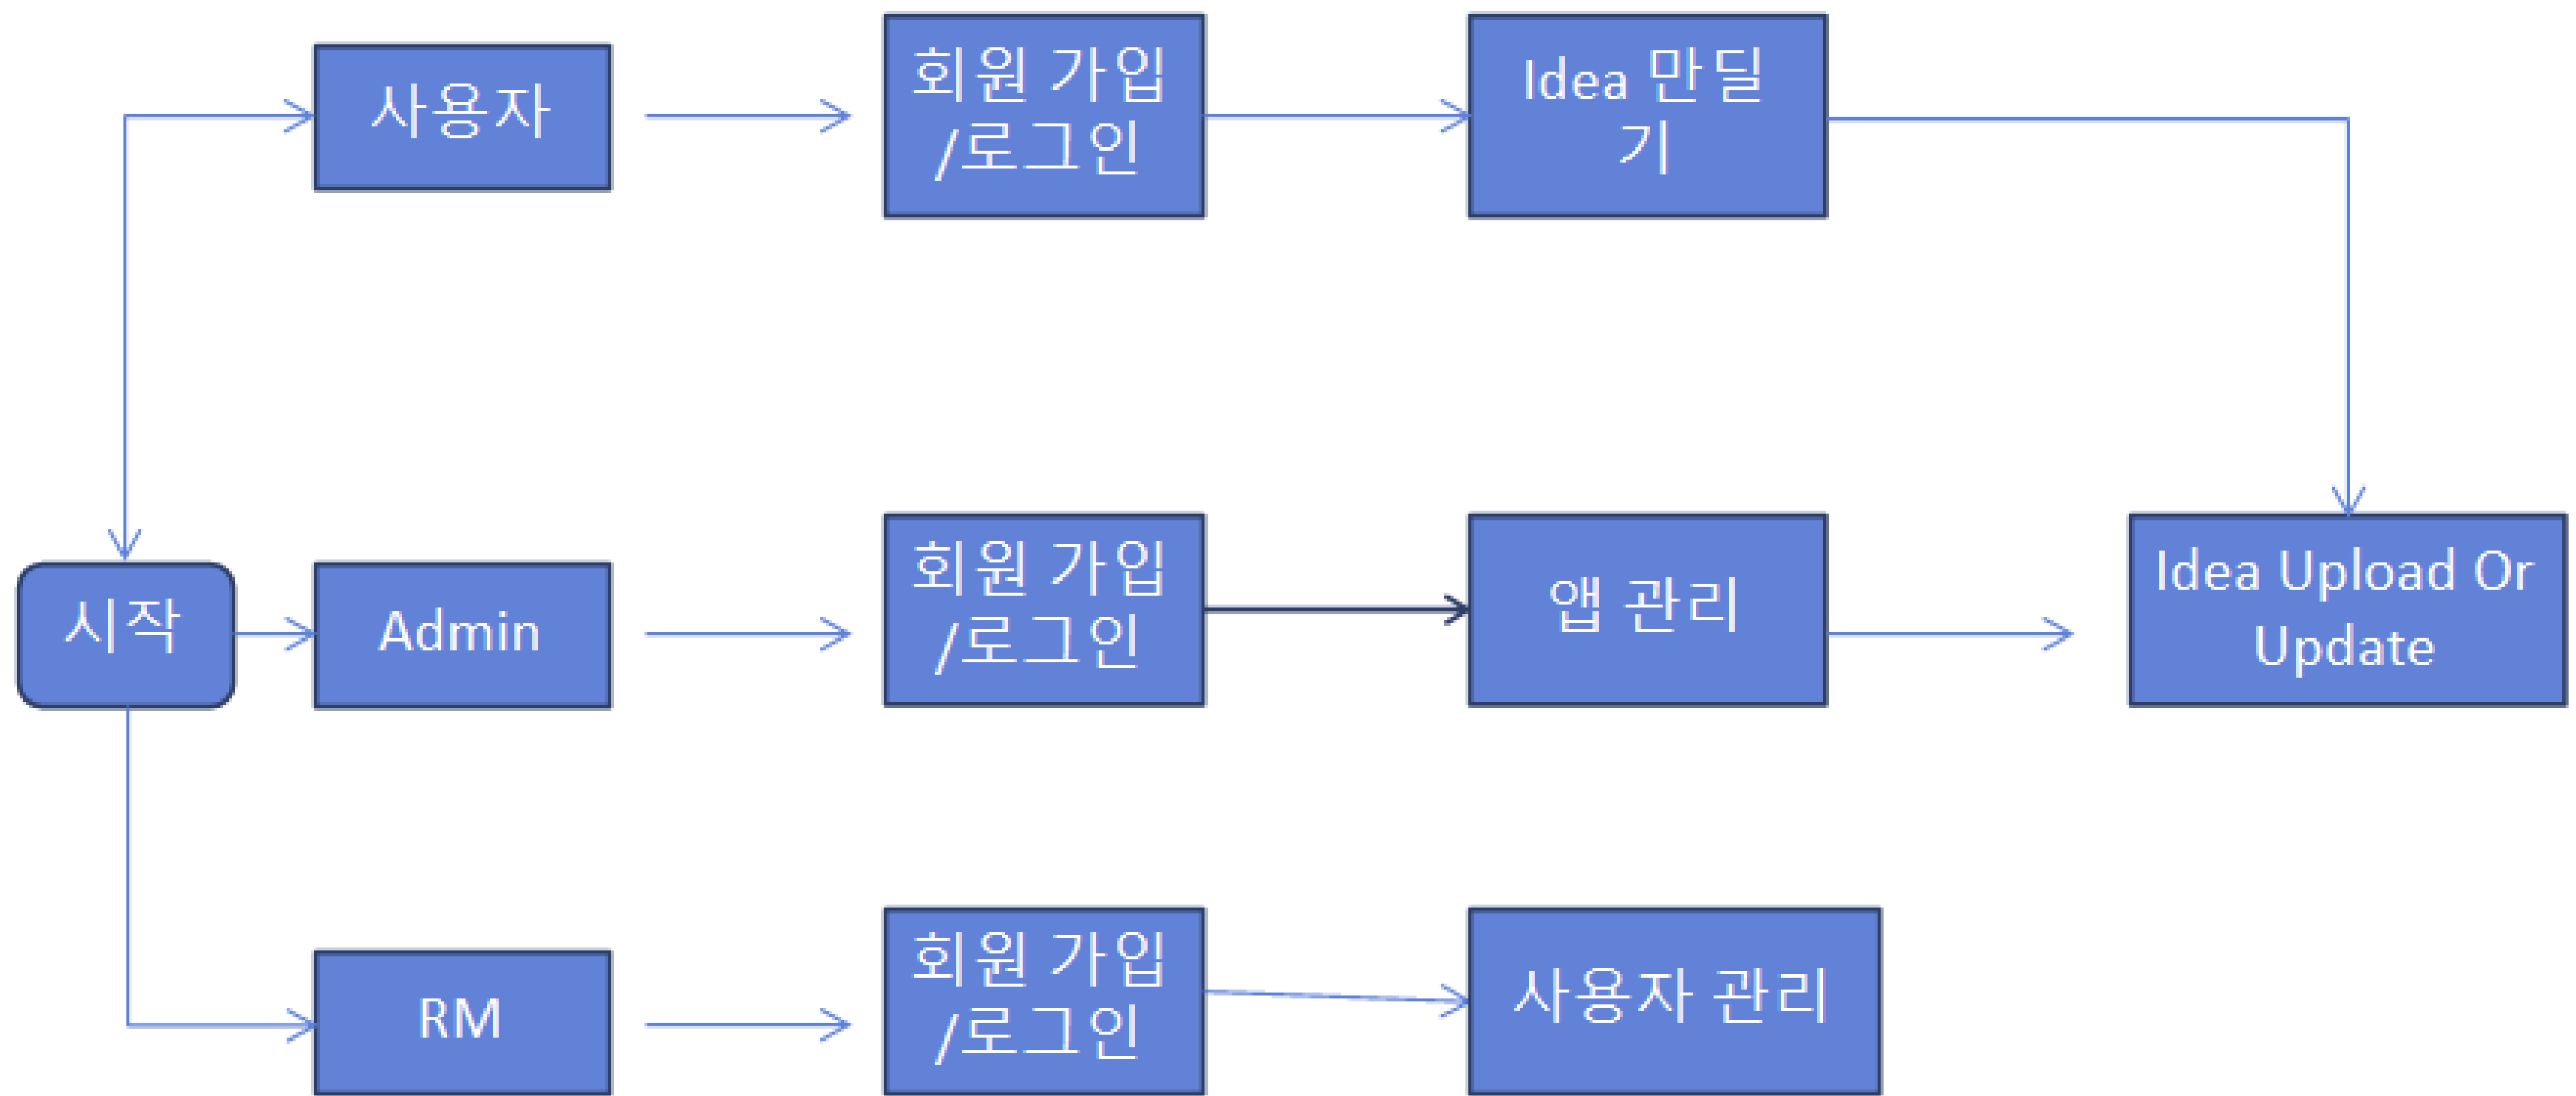 사용자
회원 가입
/로그인
Idea 만딜
기
시작
Admin
회원 가입
/로그인
앱 관리
Idea Upload Or
Update
RM
회원 가입
/로그인
사용자 관리